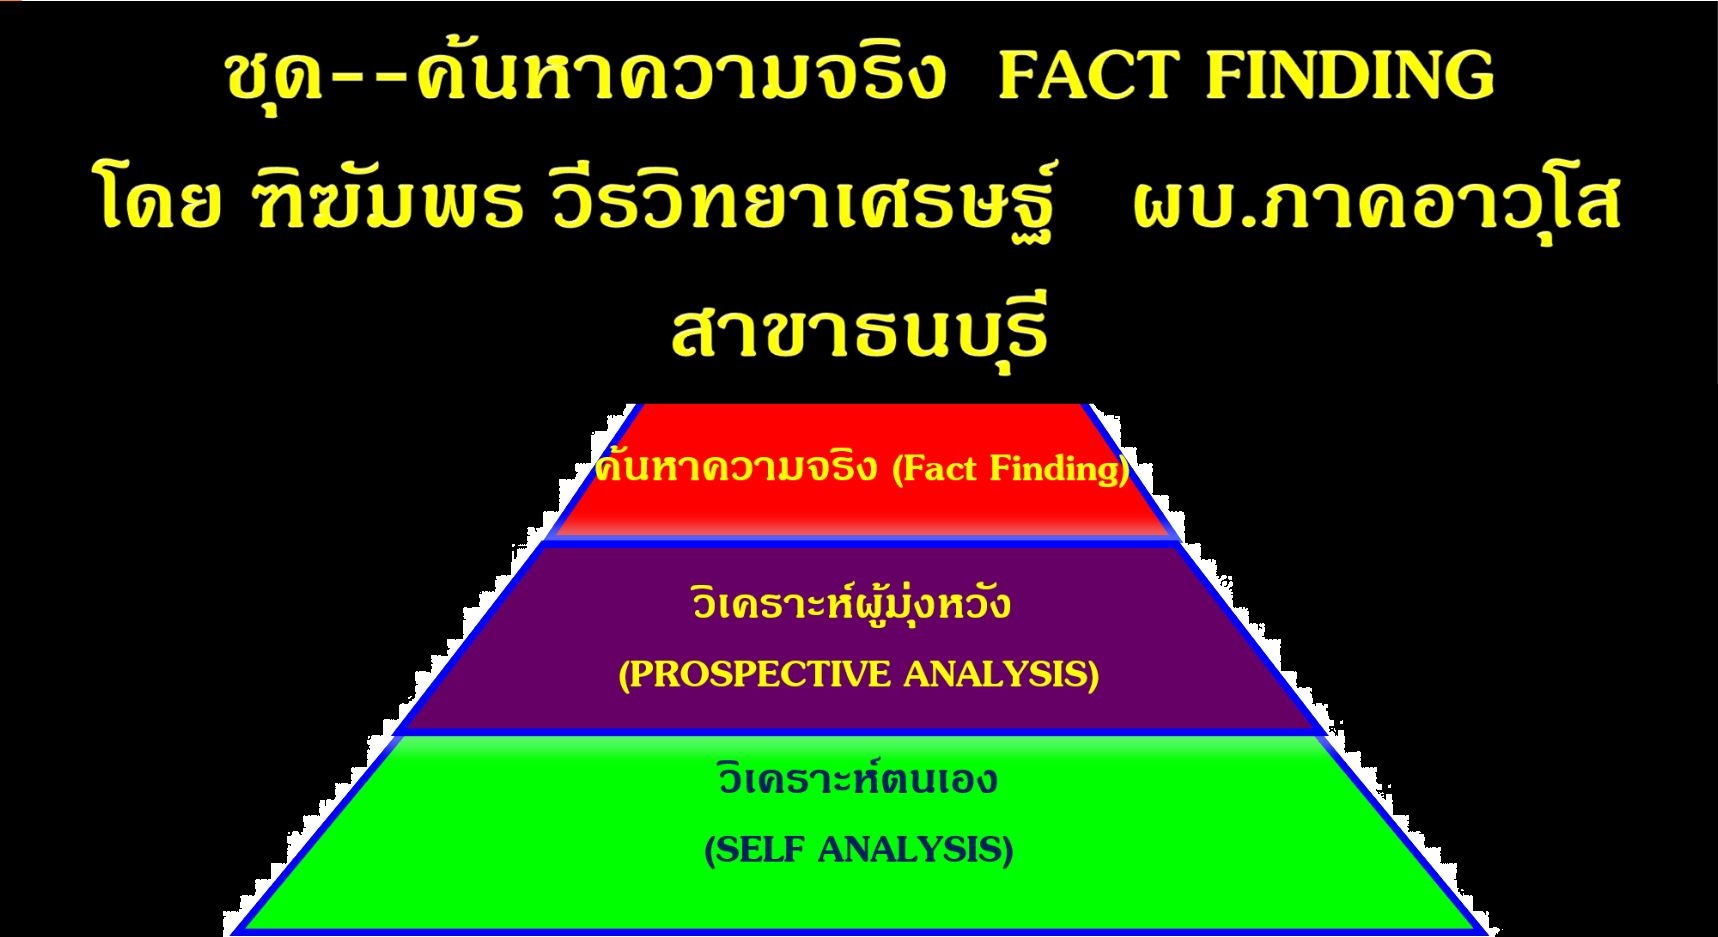 ชุด--ค้นหาความจริง FACT FINDING
โดย ฑิฆัมพร วีรวิทยาเศรษฐ์ ผบ.ภาคอาวุโส
สาขาธนบุรี
ค้นหาความจริง (Fact Finding)
วิเคราะห์ผู้มุ่งหวัง
(PROSPECTIVE ANALYSIS)
วิเคราะห์ตนเอง
(SELF ANALYSIS)